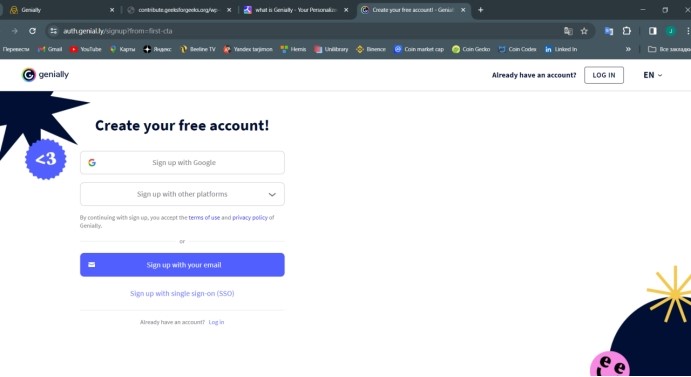 Genially
contribute.geeksforgeeks.org/wp-
what is Genially - Your Personaliz
Create your free account! - Genial
auth.genial.ly/signup?from=first-cta
Перевести
Gmail
YouTube
Карты
Яндекс
Beeline TV
Yandex tarjimon
Hemis
Unilibrary
Binence
Coin market cap
Coin Gecko
Coin Codex
Linked In
»
Все закладки
genially
Already have an account?
LOG IN
EN
Create your free account!
<3
Sign up with Google
Sign up with other platforms
By continuing with sign up, you accept the terms of use and privacy policy of
Genially.
or
Sign up with your email
Sign up with single sign-on (SSO)
Already have an account? Log in